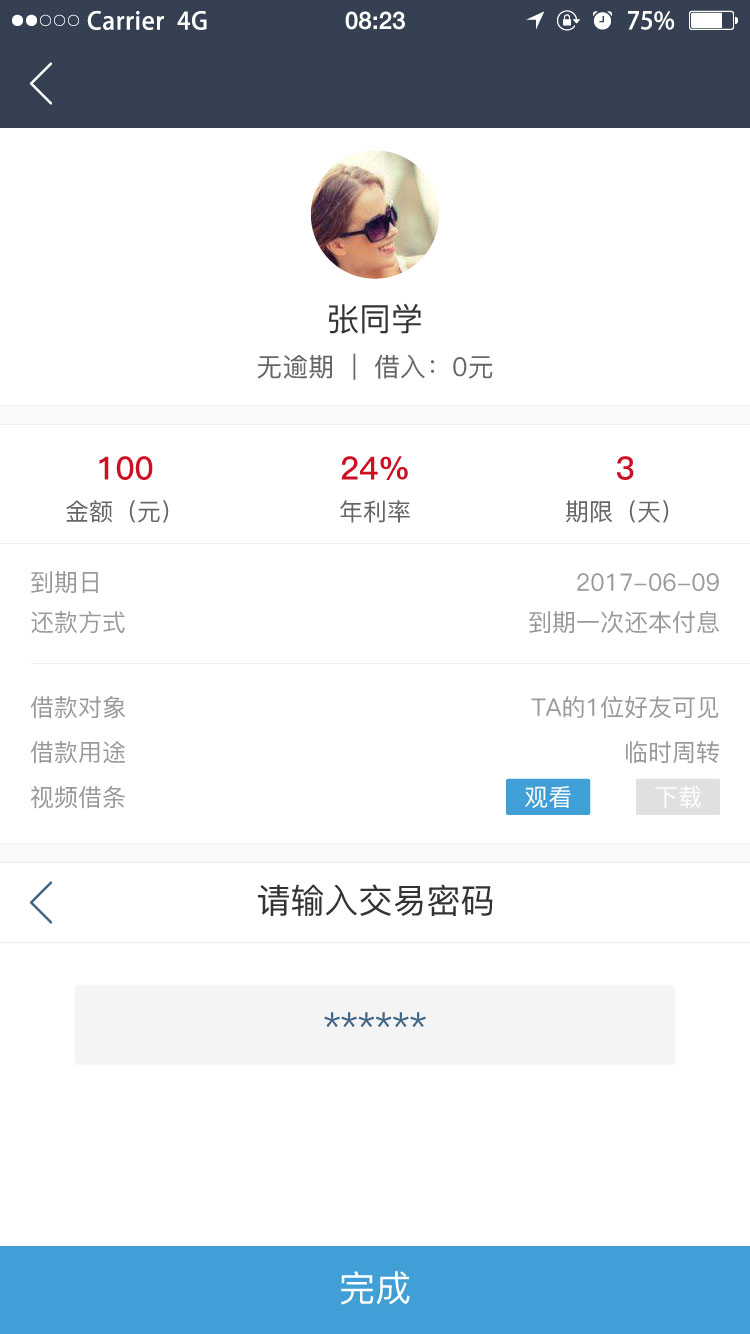 Carrier 4G 08:23 75%
张同学
无逾期 | 借入：0元
100 24% 3
金额（元） 年利率 期限（天）
到期日 2017-06-09
还款方式 到期一次还本付息
借款对象 TA的1位好友可见
借款用途 临时周转
视频借条 观看 下载
请输入交易密码
******
完成